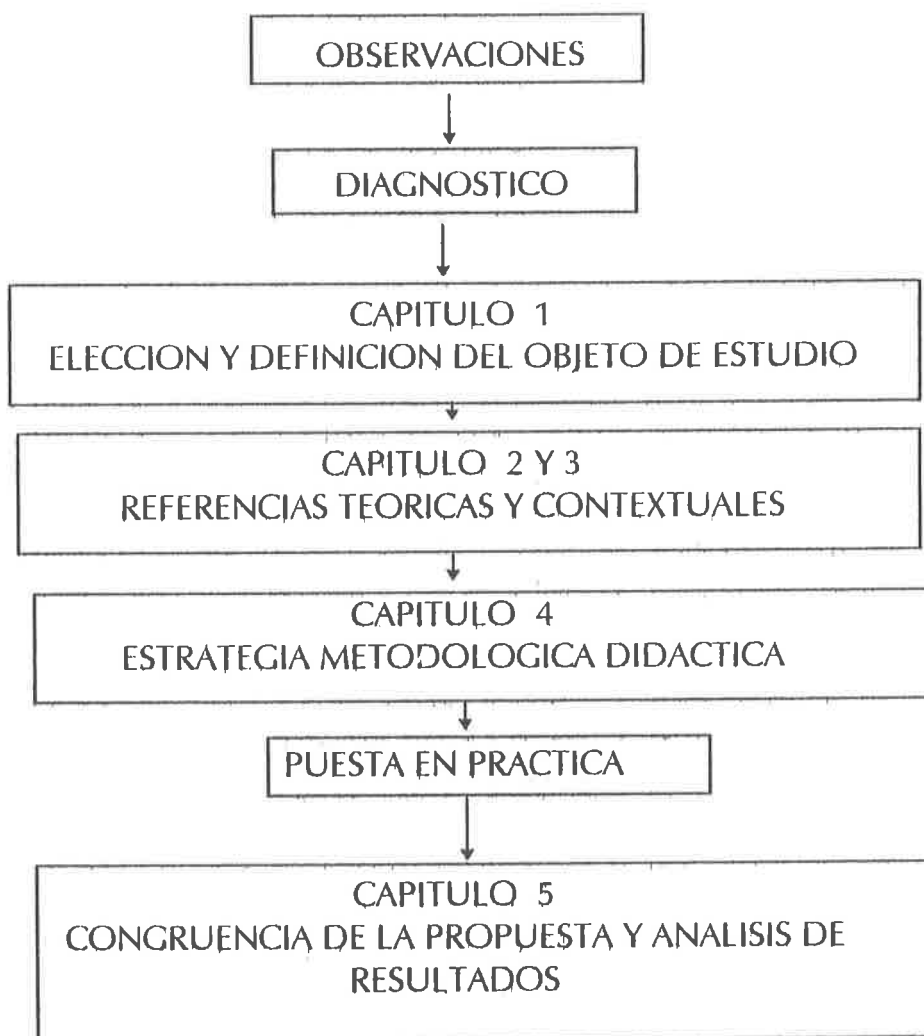 OBSERVACIONES
DIAGNOSTICO
CAPITULO 1
ELECCION Y DEFINICION DEL OBJETO DE ESTUDIO
CAPITULO 2 Y 3
REFERENCIAS TEORICAS Y CONTEXTUALES
CAPITULO 4
ESTRATEGIA METODOLOGICA DIDACTICA
PUESTA EN PRACTICA
CAPITULO 5
CONGRUENCIA DE LA PROPUESTA Y ANALISIS DE
RESULTADOS